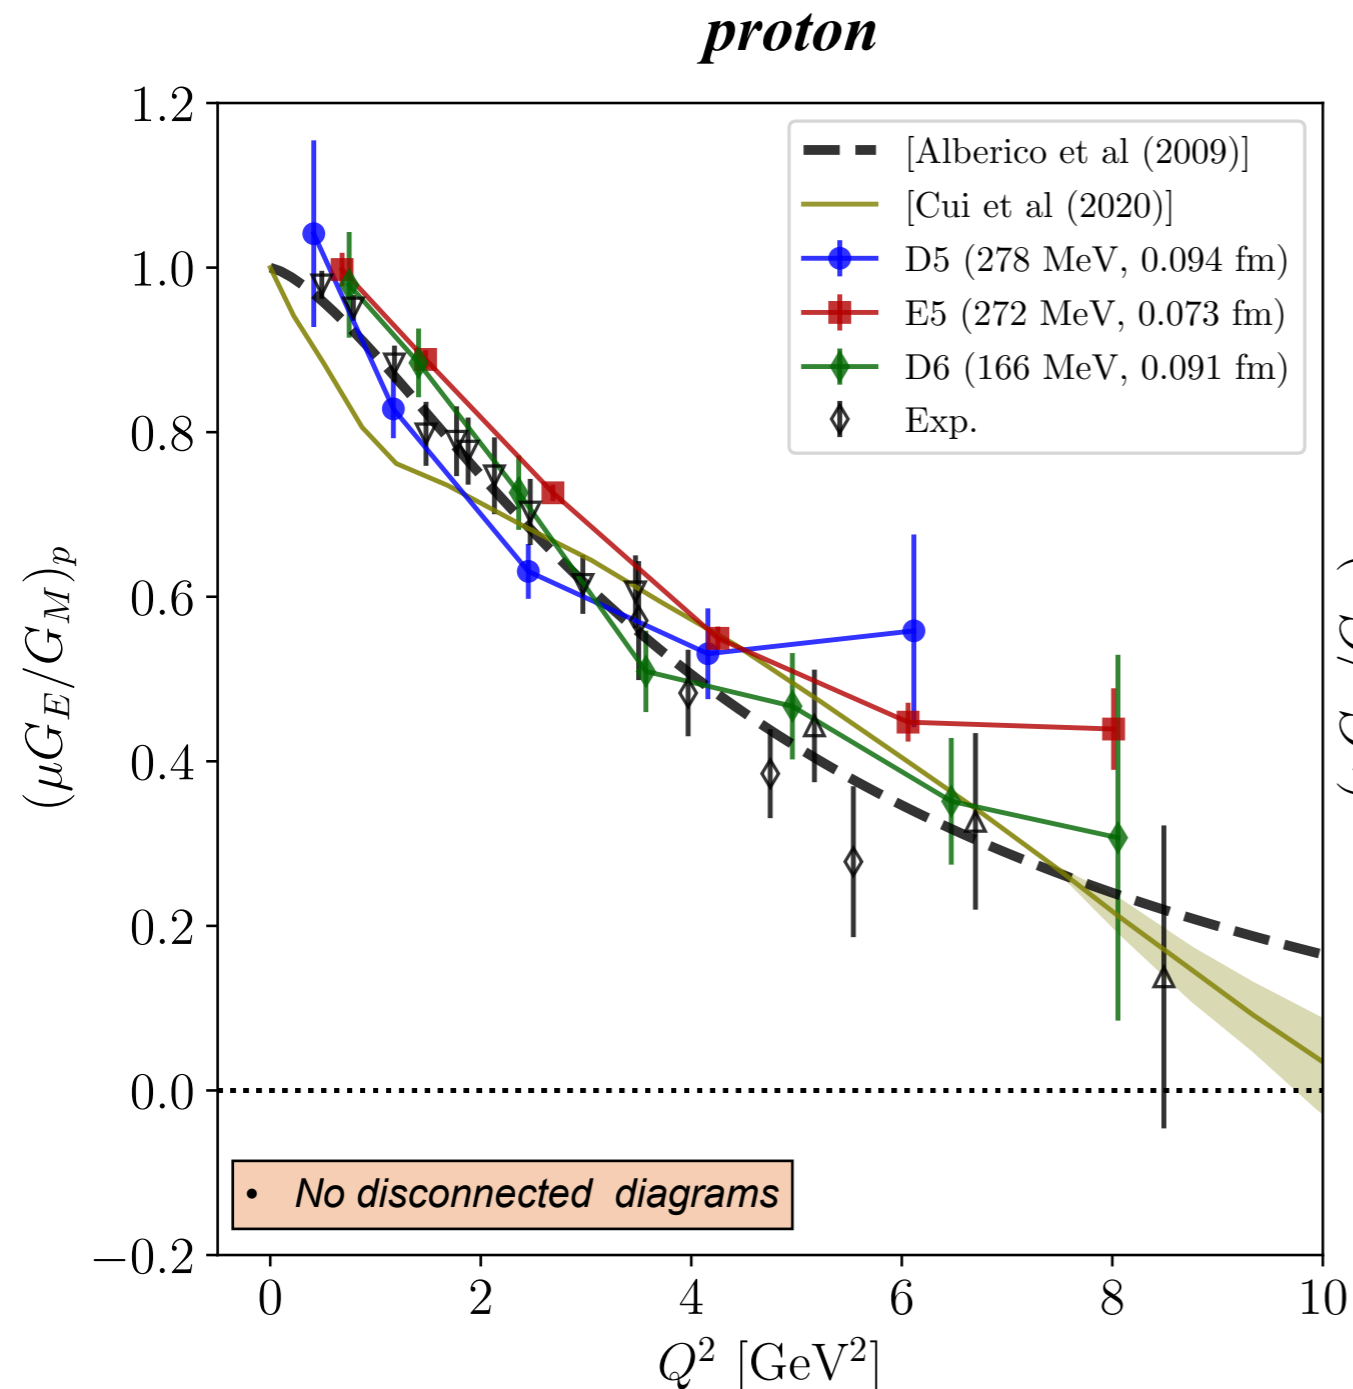 proton
1.2
1.0
0.8
0.6
0.4
0.2
0.0
−0.2
(μG_E/G_M)_p
[Alberico et al (2009)]
[Cui et al (2020)]
D5 (278 MeV, 0.094 fm)
E5 (272 MeV, 0.073 fm)
D6 (166 MeV, 0.091 fm)
Exp.
• No disconnected diagrams
0 2 4 6 8 10
Q² [GeV²]